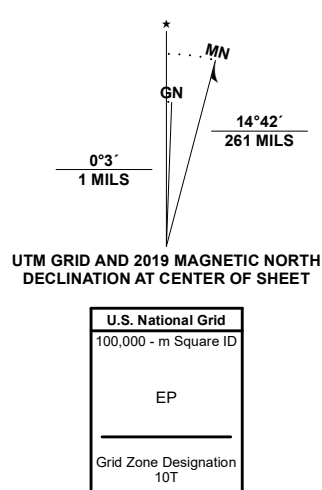 ★
MN
GN
14°42´
261 MILS
0°3´
1 MILS
UTM GRID AND 2019 MAGNETIC NORTH
DECLINATION AT CENTER OF SHEET
U.S. National Grid
100,000 - m Square ID
EP
Grid Zone Designation
10T